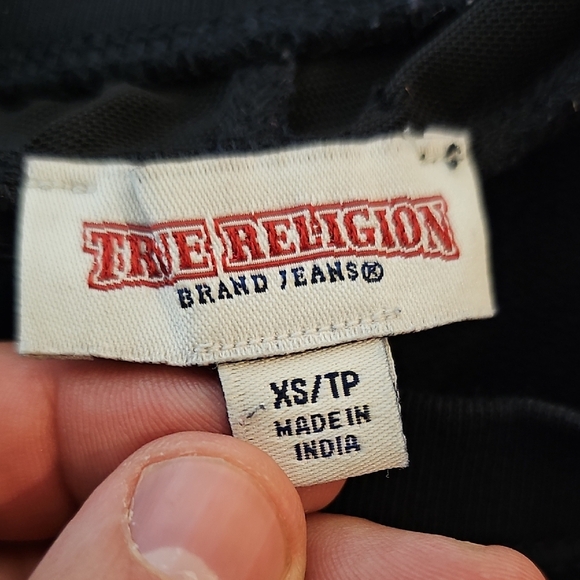 TRUE RELIGION
BRAND JEANS®
XS/TP
MADE IN
INDIA